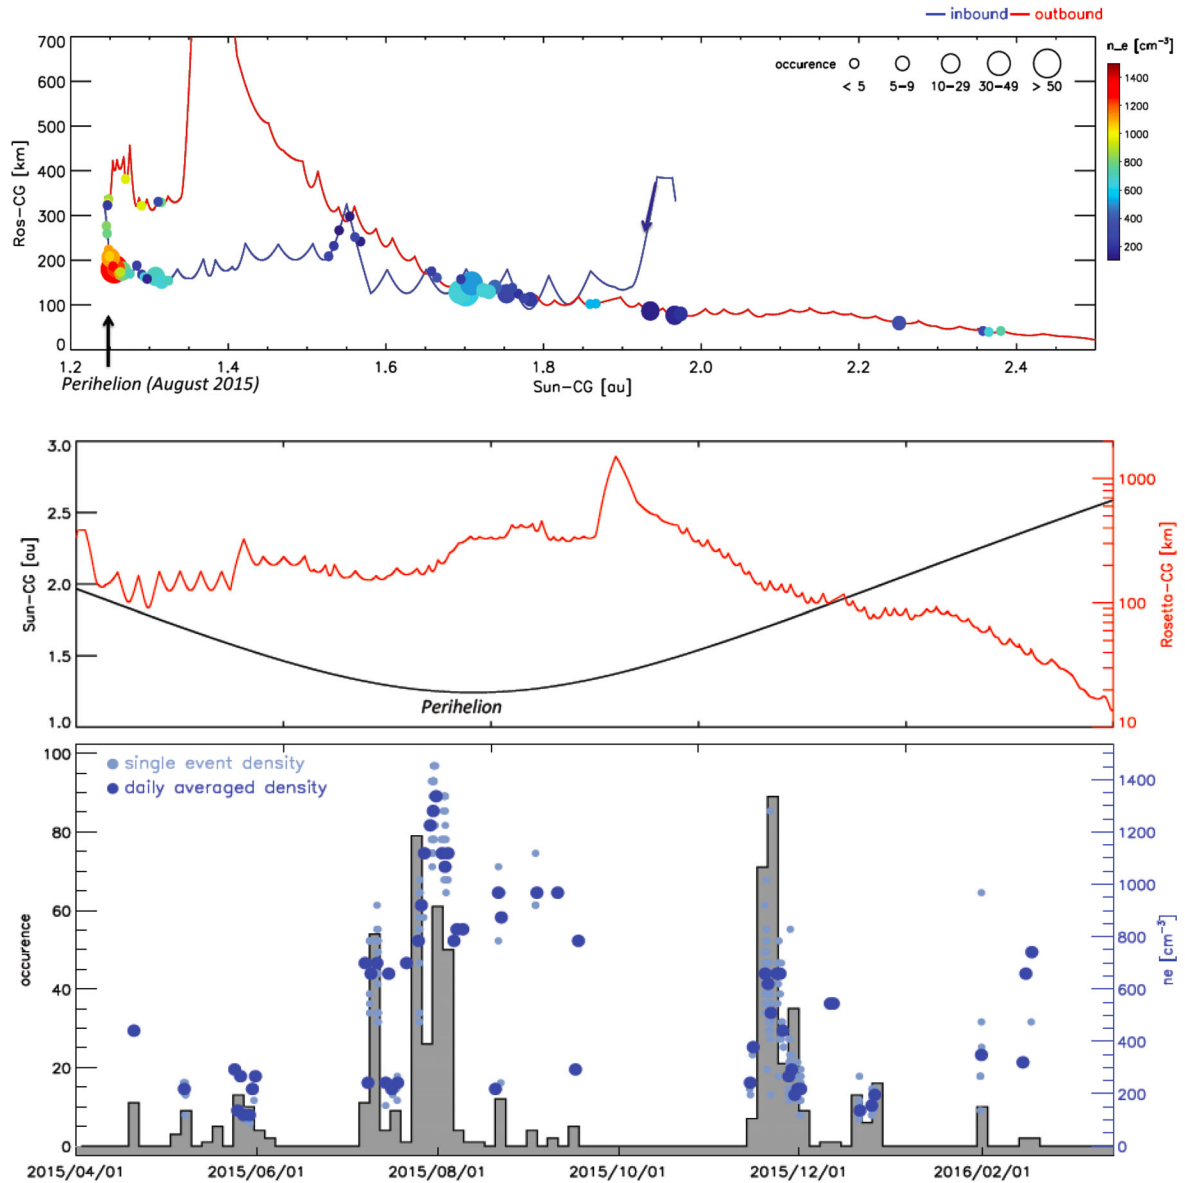 inbound outbound
n_e [cm⁻³]
occurence
< 5 5-9 10-29 30-49 > 50
1400
1200
1000
800
600
400
200
700
600
500
400
300
200
100
0
Ros-CG [km]
1.2 1.4 1.6 1.8 2.0 2.2 2.4
Sun-CG [au]
Perihelion (August 2015)
3.0
2.5
2.0
1.5
1.0
Sun-CG [au]
1000
100
10
Rosetta-CG [km]
Perihelion
single event density
daily averaged density
100
80
60
40
20
0
occurence
1400
1200
1000
800
600
400
200
0
ne [cm⁻³]
2015/04/01 2015/06/01 2015/08/01 2015/10/01 2015/12/01 2016/02/01